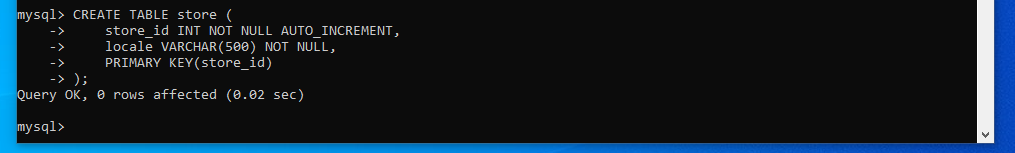 mysql> CREATE TABLE store (
    ->     store_id INT NOT NULL AUTO_INCREMENT,
    ->     locale VARCHAR(500) NOT NULL,
    ->     PRIMARY KEY(store_id)
    -> );
Query OK, 0 rows affected (0.02 sec)

mysql>